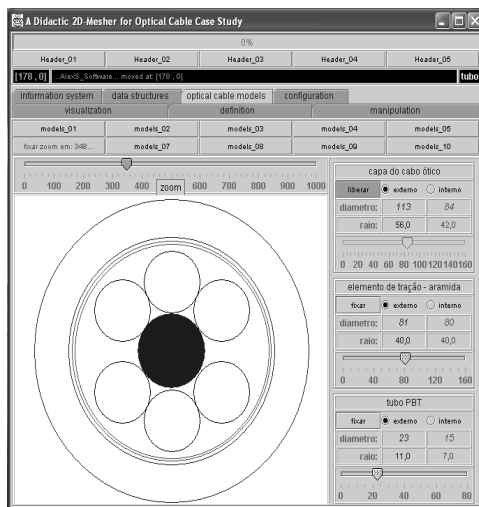 A Didactic 2D-Mesher for Optical Cable Case Study
0%
Header_01 Header_02 Header_03 Header_04 Header_05
[178 , 0] ...AlexS_Software... moved at: [178 , 0] tubo
information system data structures optical cable models configuration
visualization definition manipulation
models_01 models_02 models_03 models_04 models_05
fixar zoom em: 348... models_07 models_08 models_09 models_10
0 100 200 300 400 500 600 700 800 900 1000
zoom
capa do cabo ótico
liberar externo interno
diametro: 113 84
raio: 56,0 42,0
0 20 40 60 80 100 120 140 160
elemento de tração - aramida
fixar externo interno
diametro: 81 80
raio: 40,0 40,0
0 40 80 120 160
tubo PBT
fixar externo interno
diametro: 23 15
raio: 11,0 7,0
0 20 40 60 80